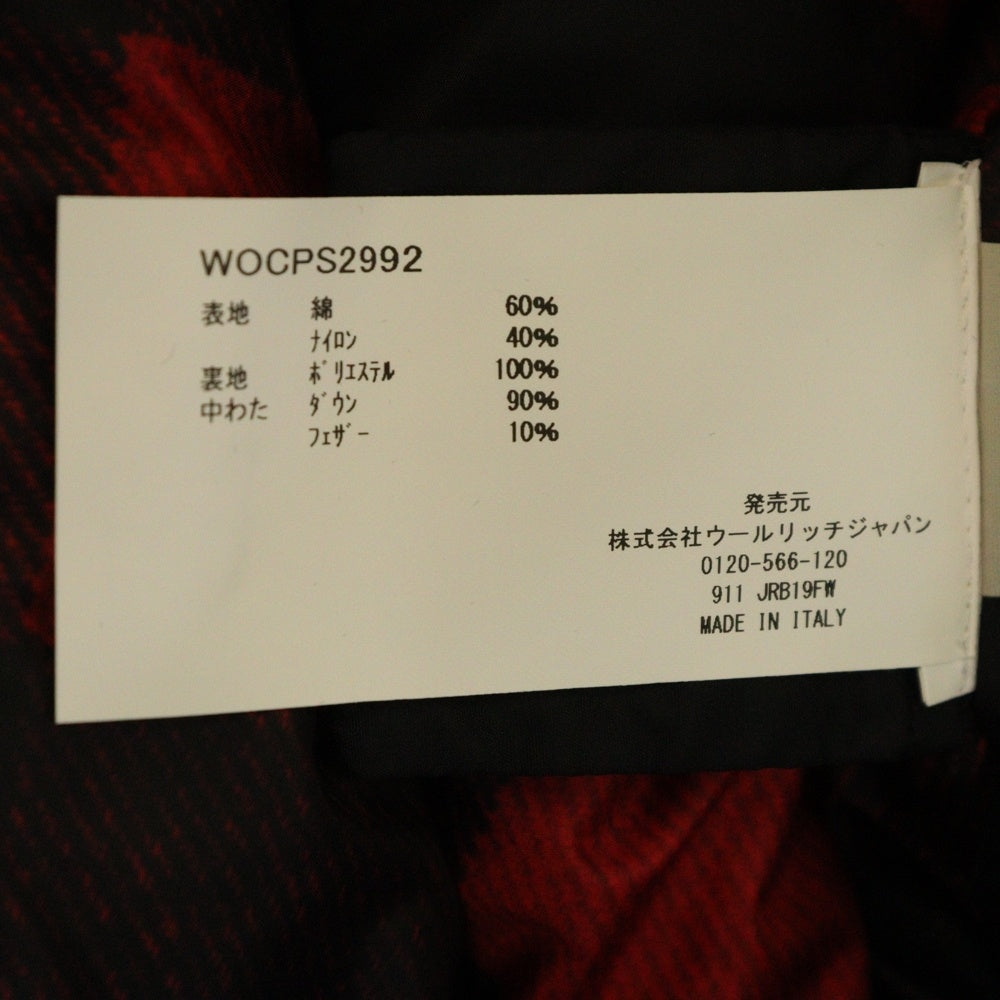 WOCPS2992
表地 綿 60%
ﾅｲﾛﾝ 40%
裏地 ﾎﾟﾘｴｽﾃﾙ 100%
中わた ﾀﾞｳﾝ 90%
ﾌｪｻﾞｰ 10%
発売元
株式会社ウールリッチジャパン
0120-566-120
911 JRB19FW
MADE IN ITALY